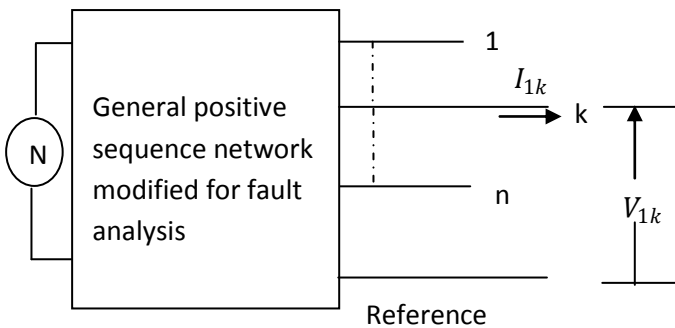 1
I₁ₖ
General positive
k
sequence network
N
modified for fault
n
V₁ₖ
analysis
Reference